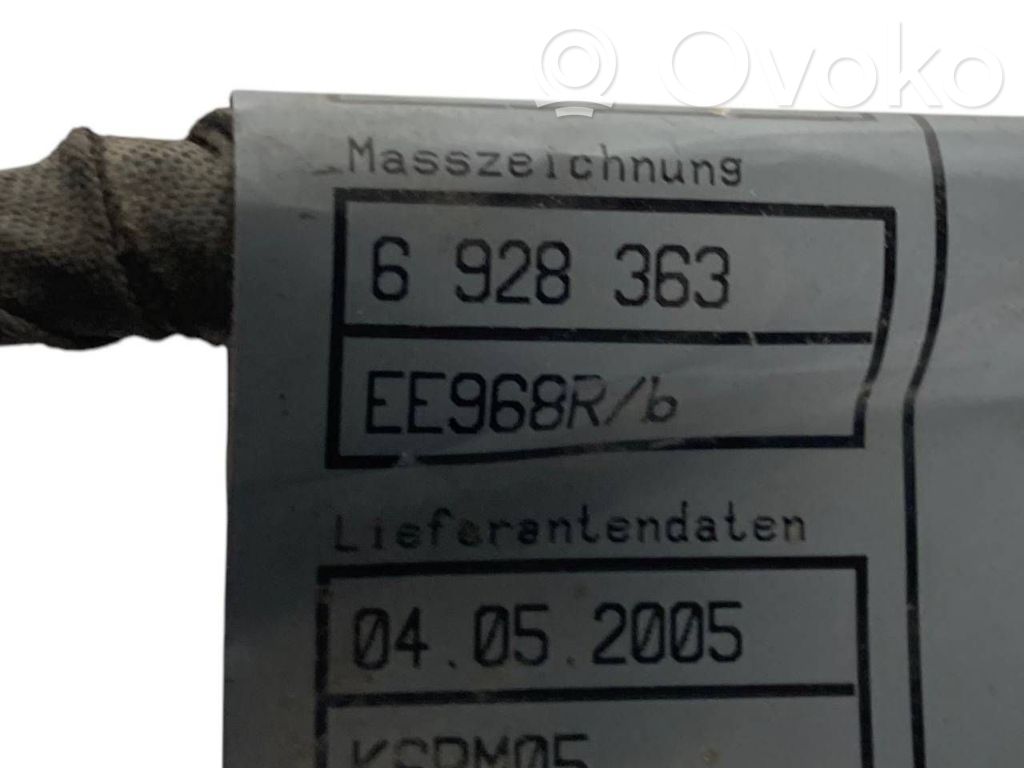 Ovoko
Masszeichnung
6 928 363
EE968R/b
Lieferantendaten
04.05.2005